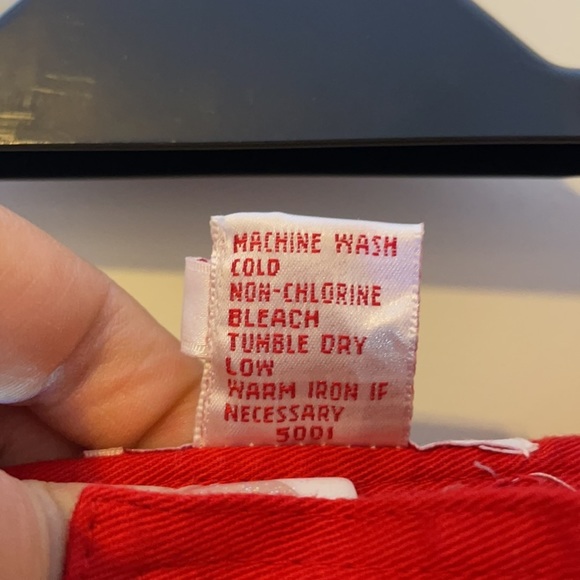 MACHINE WASH
COLD
NON-CHLORINE
BLEACH
TUMBLE DRY
LOW
WARM IRON IF
NECESSARY
5001